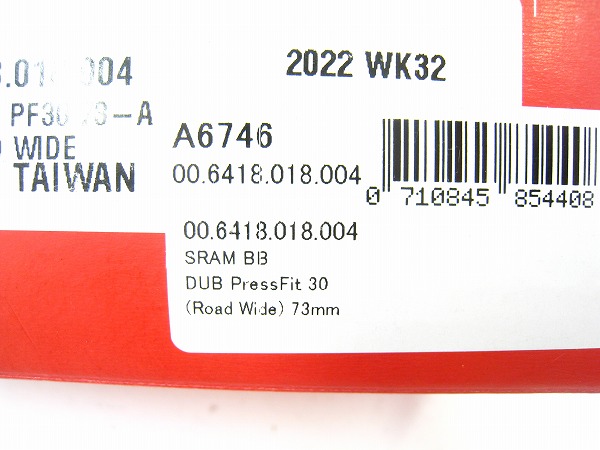 .004
2022 WK32
PF30
-A
WIDE
TAIWAN
A6746
00.6418.018.004
0 710845 854408
00.6418.018.004
SRAM BB
DUB PressFit 30
(Road Wide) 73mm